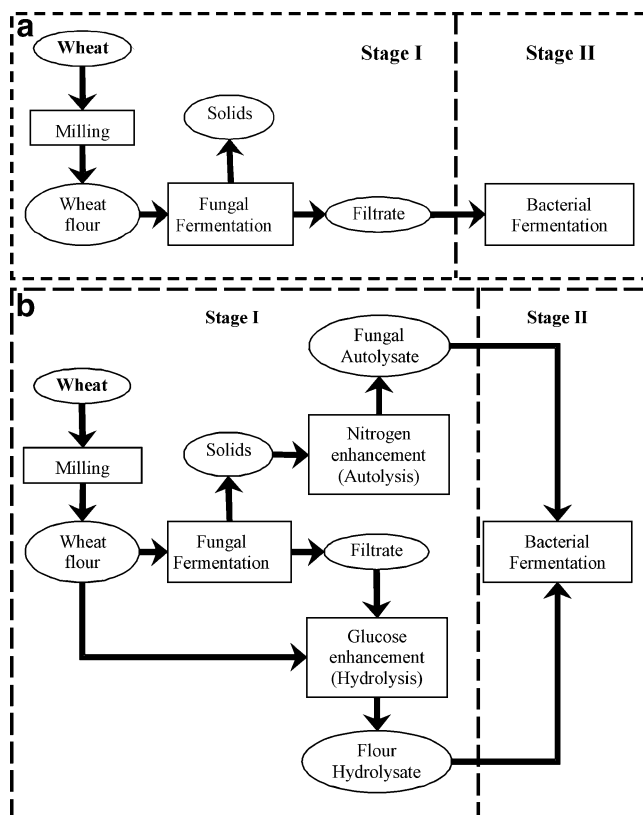 a
Wheat
Stage I
Stage II
Milling
Solids
Wheat
flour
Fungal
Fermentation
Filtrate
Bacterial
Fermentation
b
Stage I
Stage II
Fungal
Autolysate
Wheat
Solids
Nitrogen
enhancement
(Autolysis)
Milling
Wheat
flour
Fungal
Fermentation
Filtrate
Bacterial
Fermentation
Glucose
enhancement
(Hydrolysis)
Flour
Hydrolysate